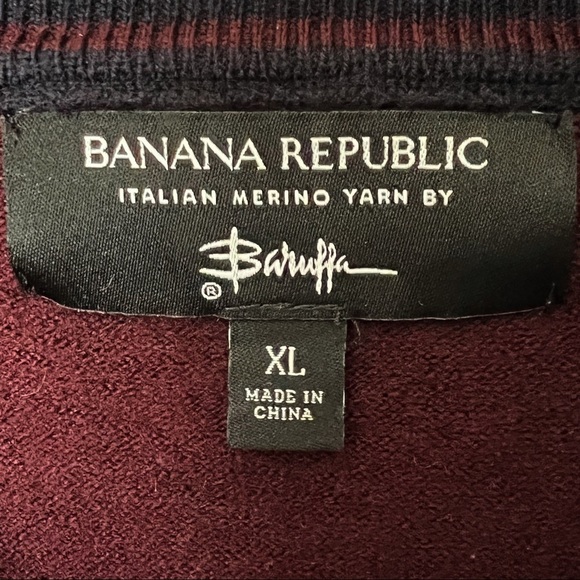 BANANA REPUBLIC
ITALIAN MERINO YARN BY
Baruffa
®
XL
MADE IN
CHINA